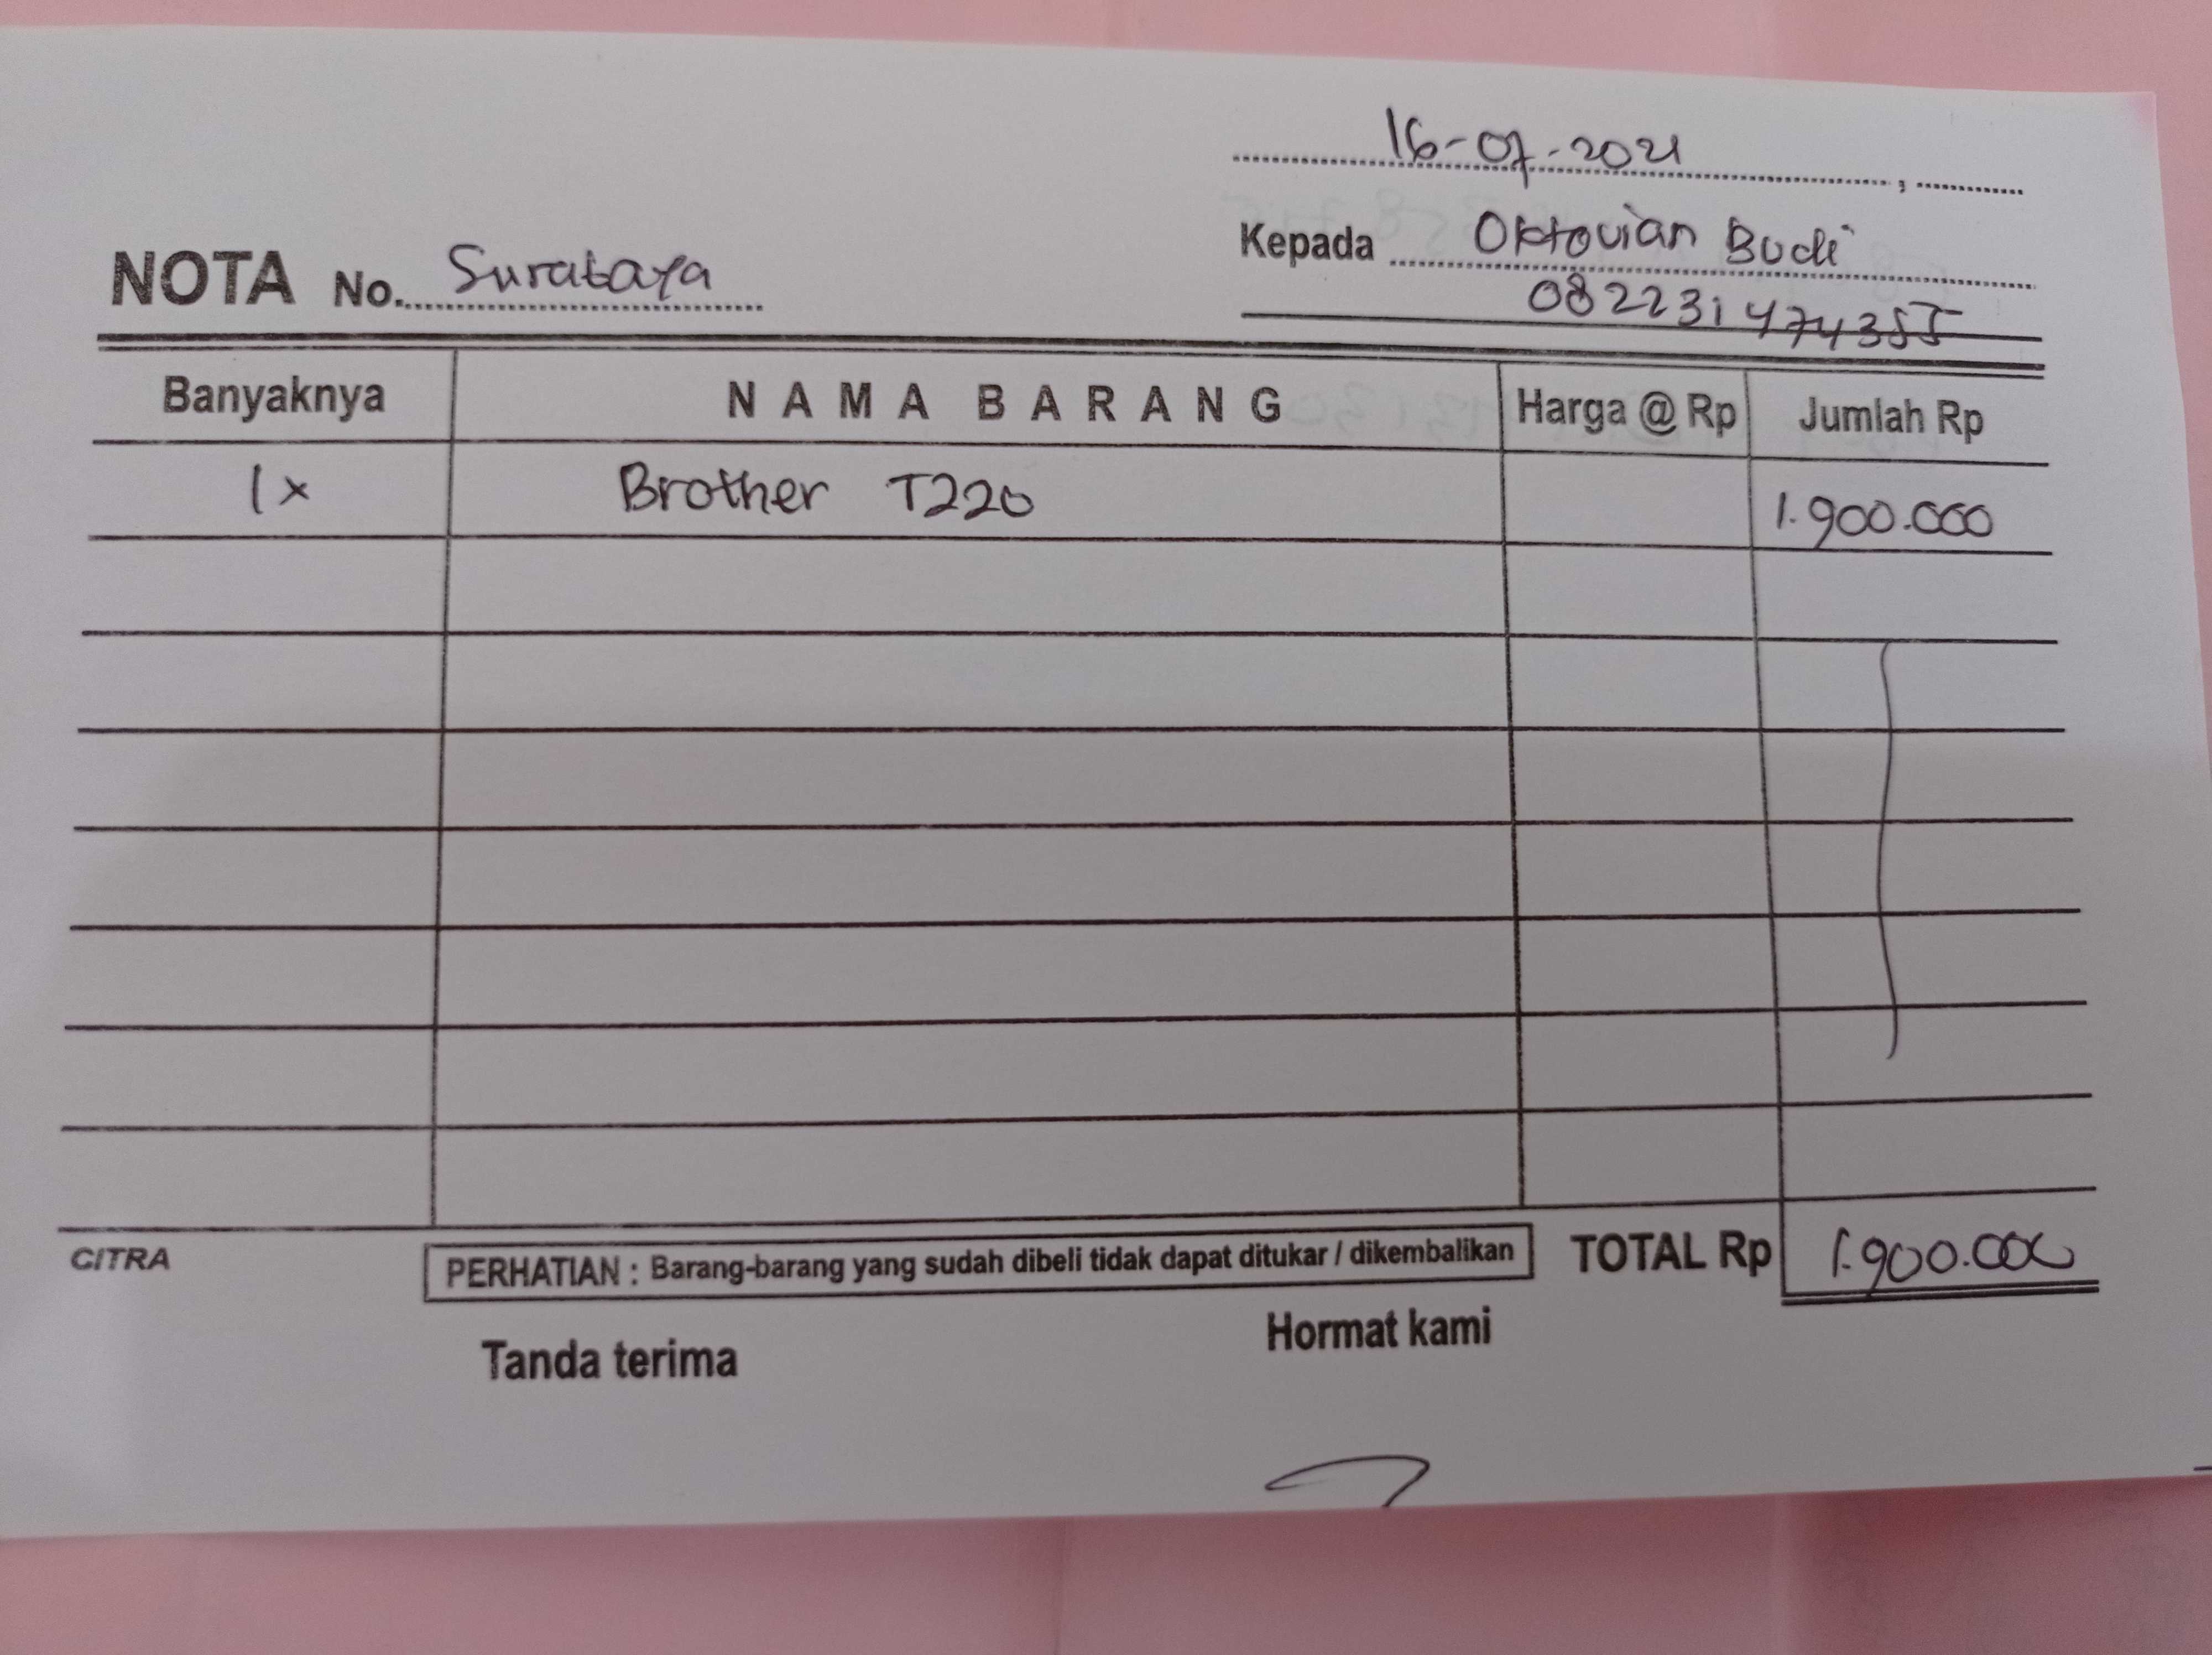 16-07-2021 ,
NOTA No. Surabaya
Kepada Oktovian Budi
082231474355
Banyaknya NAMA BARANG Harga @ Rp Jumlah Rp
1x Brother T220 1.900.000
CITRA PERHATIAN : Barang-barang yang sudah dibeli tidak dapat ditukar / dikembalikan TOTAL Rp 1.900.000
Tanda terima Hormat kami